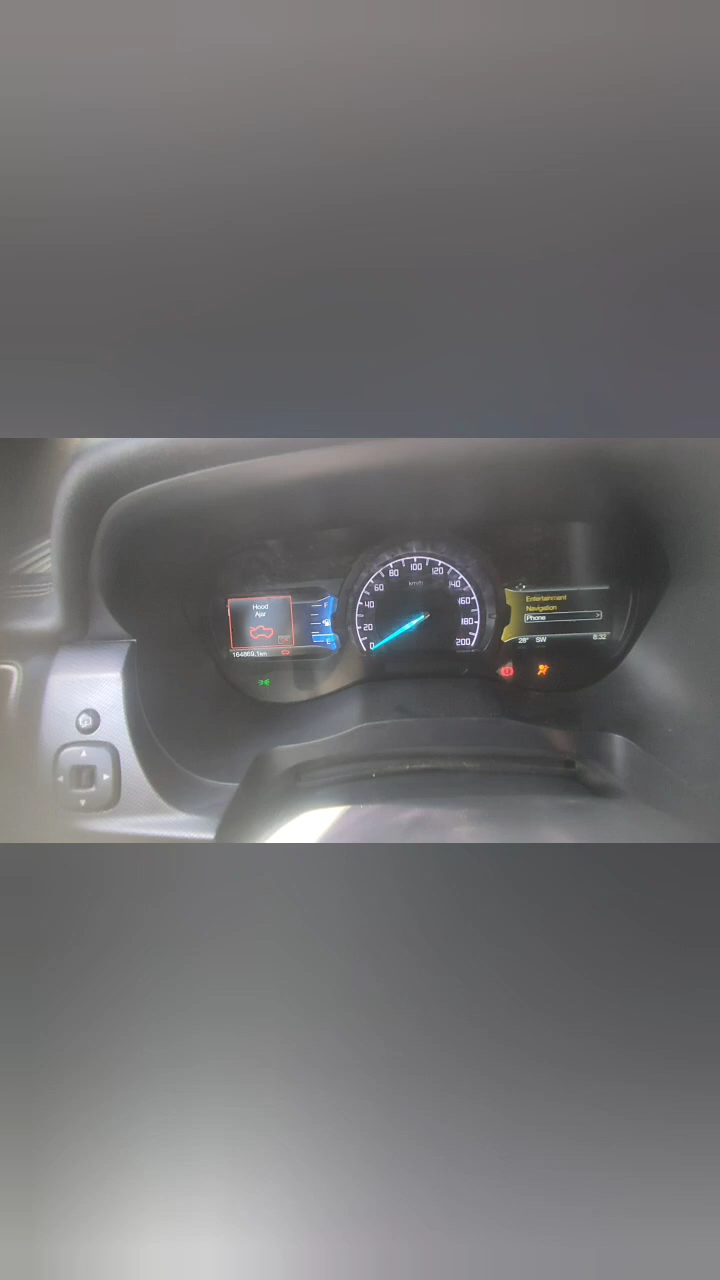 Hood
Ajar
F
E
164869.1km
0
20
40
60
80
100
120
140
160
180
200
km/h
Entertainment
Navigation
Phone >
28° SW 8:32